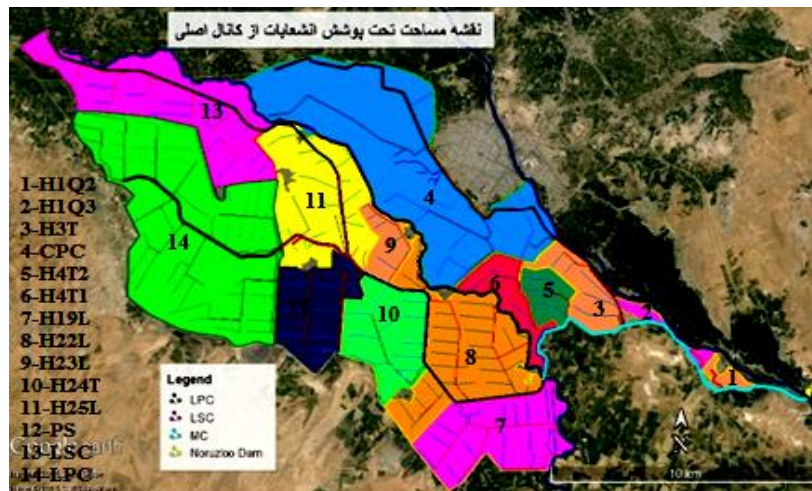 نقشه مساحت تحت پوشش انشعابات از کانال اصلی
13
4
11
1-H1Q2
2-H1Q3
3-H3T
4-CPC
5-H4T2
6-H4T1
7-H19L
8-H22L
9-H23L
10-H24T
11-H25L
12-PS
13-LSC
14-LPC
14
9
6
5
3
2
10
8
1
7
Legend
LPC
LSC
MC
Noruzloo Dam
N
10 km